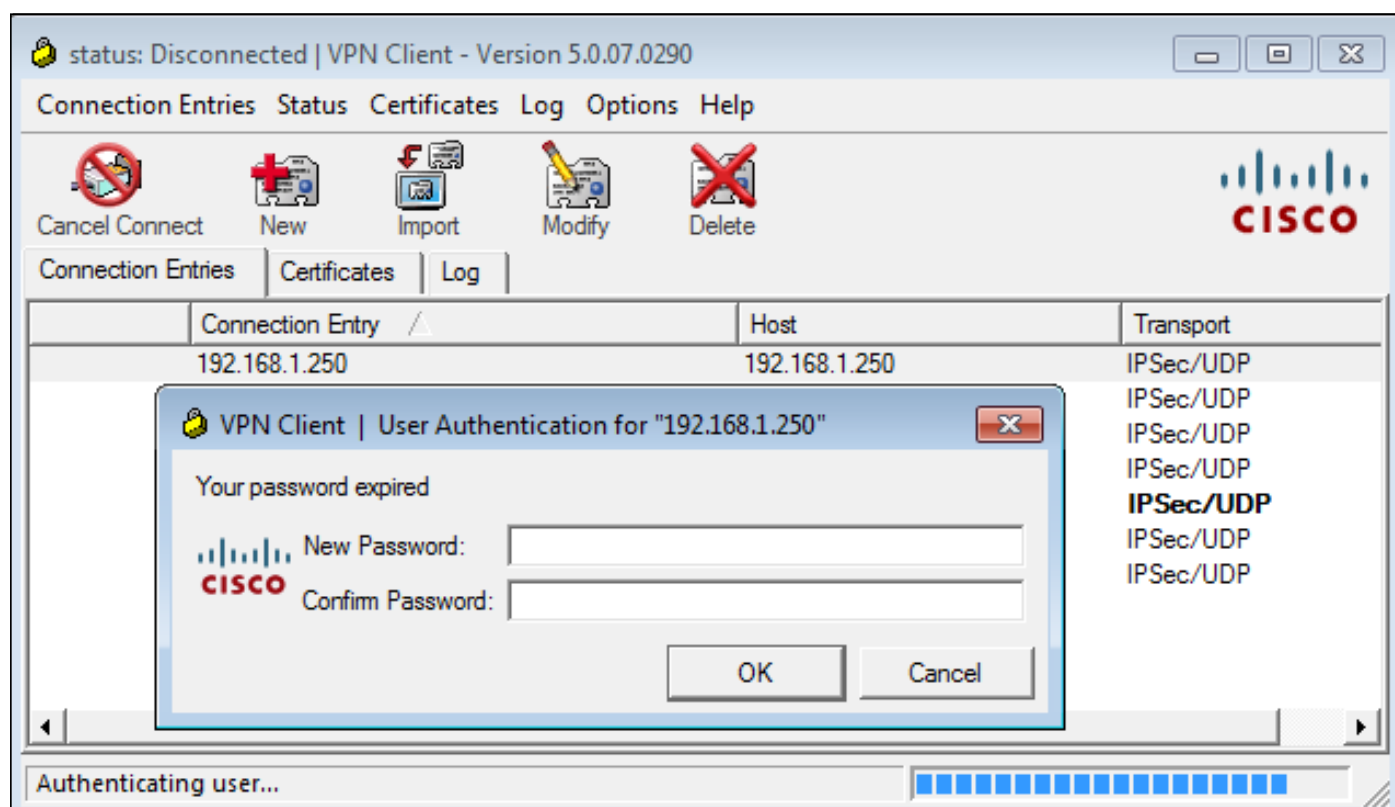 status: Disconnected | VPN Client - Version 5.0.07.0290
Connection Entries Status Certificates Log Options Help
Cancel Connect New Import Modify Delete
CISCO
Connection Entries Certificates Log
Connection Entry Host Transport
192.168.1.250 192.168.1.250 IPSec/UDP
IPSec/UDP
IPSec/UDP
IPSec/UDP
IPSec/UDP
IPSec/UDP
IPSec/UDP
VPN Client | User Authentication for "192.168.1.250"
Your password expired
CISCO
New Password:
Confirm Password:
OK Cancel
Authenticating user...